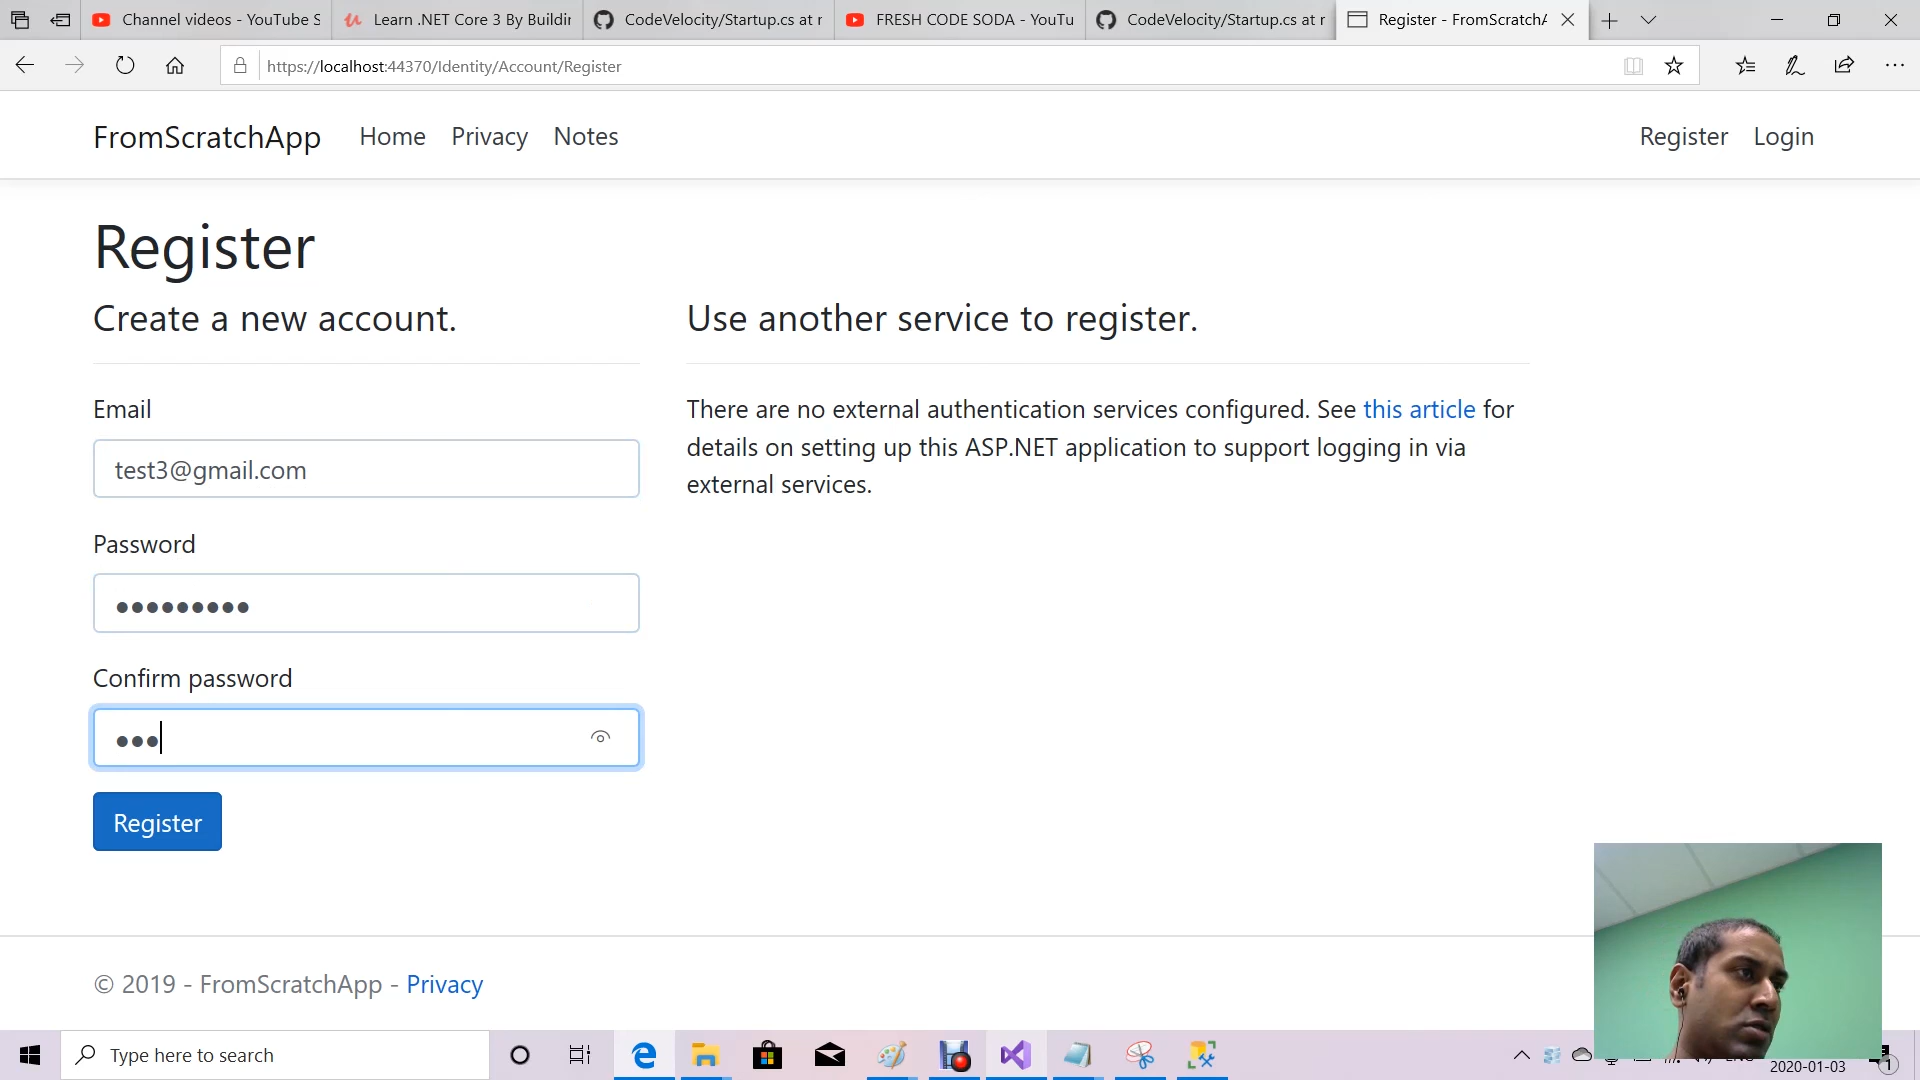 Channel videos - YouTube S
Learn .NET Core 3 By Buildin
CodeVelocity/Startup.cs at r
FRESH CODE SODA - YouTu
CodeVelocity/Startup.cs at r
Register - FromScratchA
https://localhost:44370/Identity/Account/Register
FromScratchApp
Home
Privacy
Notes
Register
Login
Register
Create a new account.
Use another service to register.
Email
test3@gmail.com
There are no external authentication services configured. See this article for
details on setting up this ASP.NET application to support logging in via
external services.
Password
Confirm password
Register
© 2019 - FromScratchApp - Privacy
Type here to search
2020-01-03
1